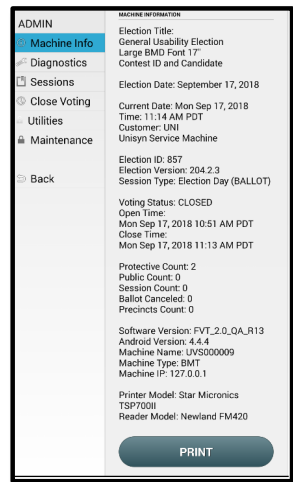 ADMIN
Machine Info
Diagnostics
Sessions
Close Voting
Utilities
Maintenance
Back
MACHINE INFORMATION
Election Title:
General Usability Election
Large BMD Font 17"
Contest ID and Candidate
Election Date: September 17, 2018
Current Date: Mon Sep 17, 2018
Time: 11:14 AM PDT
Customer: UNI
Unisyn Service Machine
Election ID: 857
Election Version: 204.2.3
Session Type: Election Day (BALLOT)
Voting Status: CLOSED
Open Time:
Mon Sep 17, 2018 10:51 AM PDT
Close Time:
Mon Sep 17, 2018 11:13 AM PDT
Protective Count: 2
Public Count: 0
Session Count: 0
Ballot Canceled: 0
Precincts Count: 0
Software Version: FVT_2.0_QA_R13
Android Version: 4.4.4
Machine Name: UVS000009
Machine Type: BMT
Machine IP: 127.0.0.1
Printer Model: Star Micronics
TSP700II
Reader Model: Newland FM420
PRINT